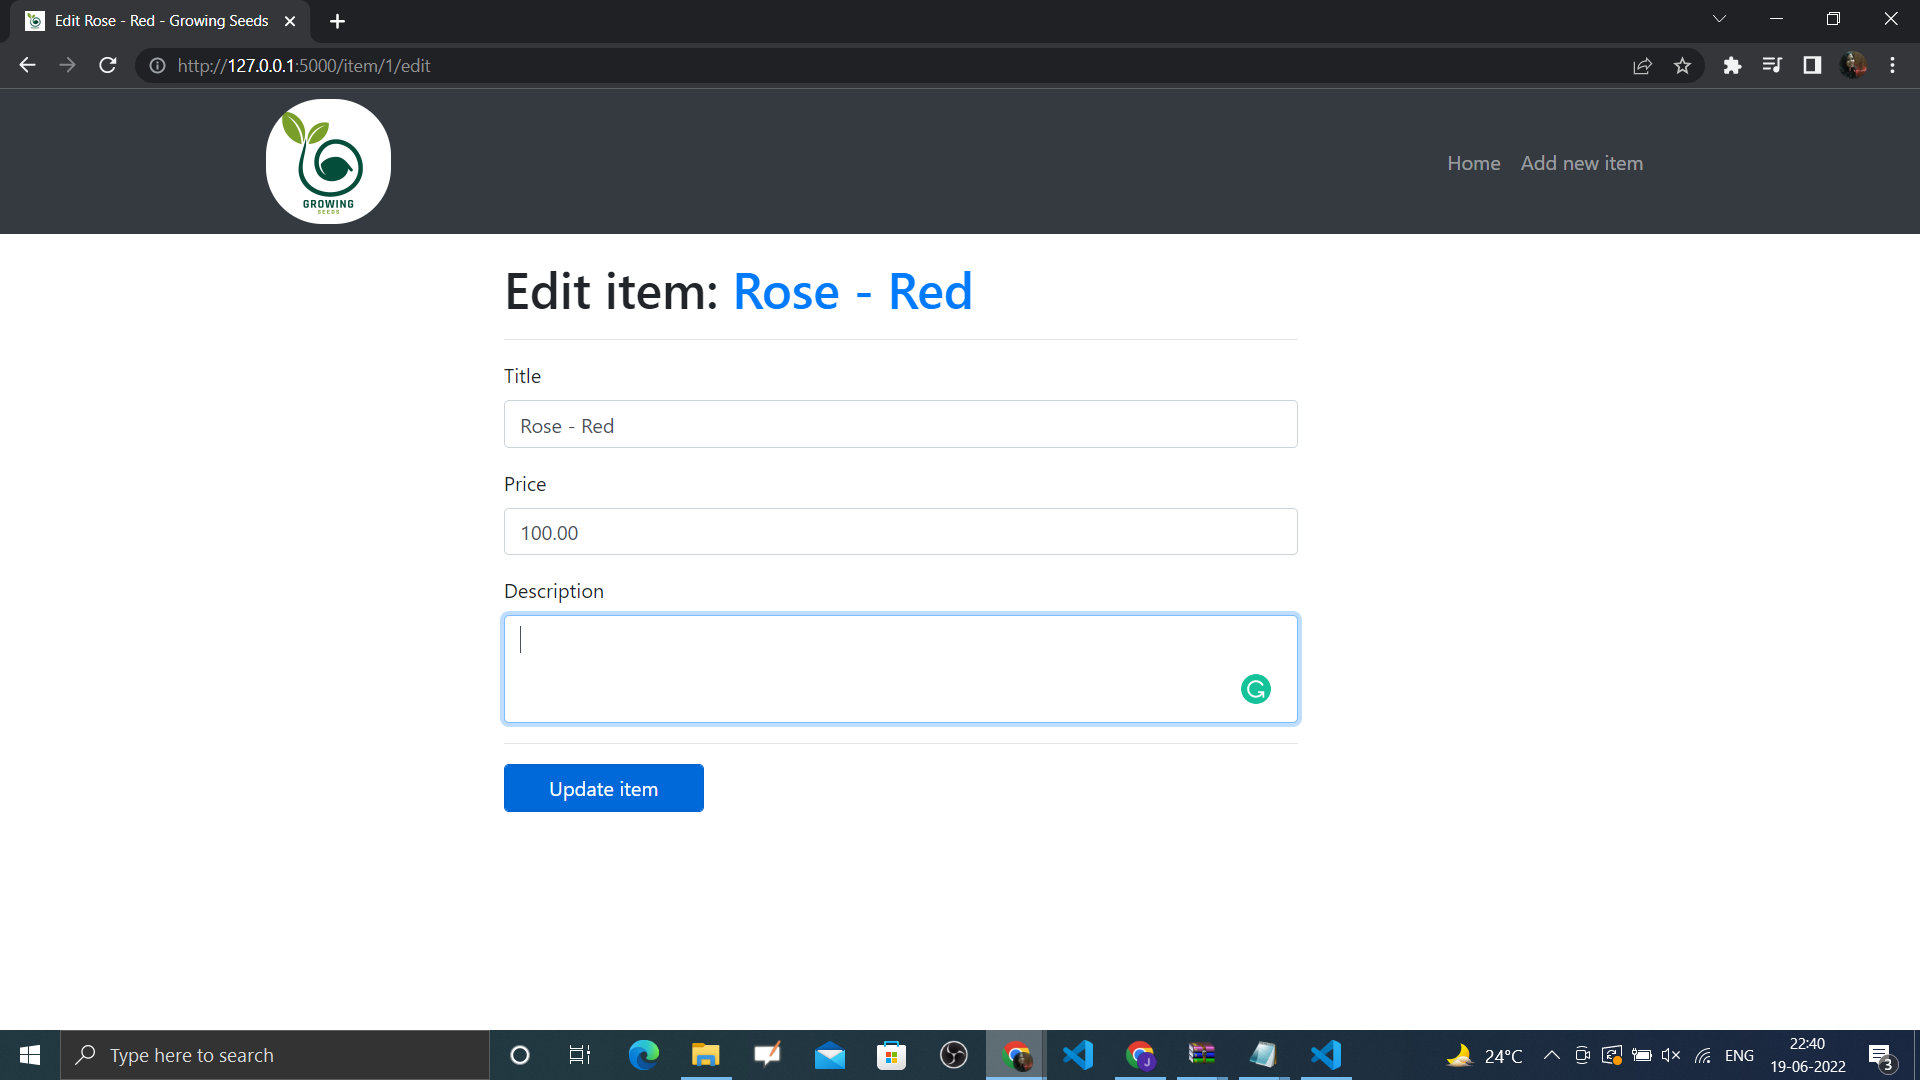 Edit Rose - Red - Growing Seeds
http://127.0.0.1:5000/item/1/edit
GROWING
SEEDS
Home
Add new item
Edit item: Rose - Red
Title
Rose - Red
Price
100.00
Description
Update item
Type here to search
J
24°C
ENG
22:40
19-06-2022
3